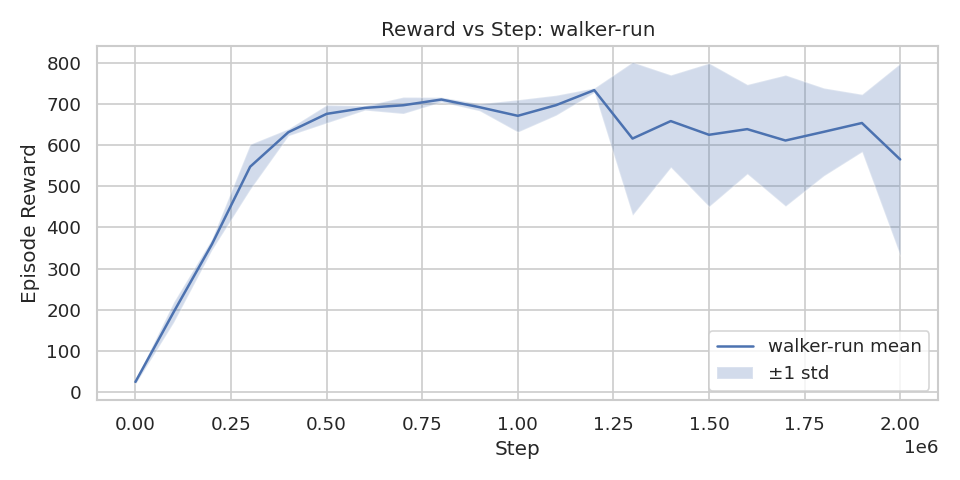 Reward vs Step: walker-run
Episode Reward
800
700
600
500
400
300
200
100
0
walker-run mean
±1 std
0.00 0.25 0.50 0.75 1.00 1.25 1.50 1.75 2.00
1e6
Step